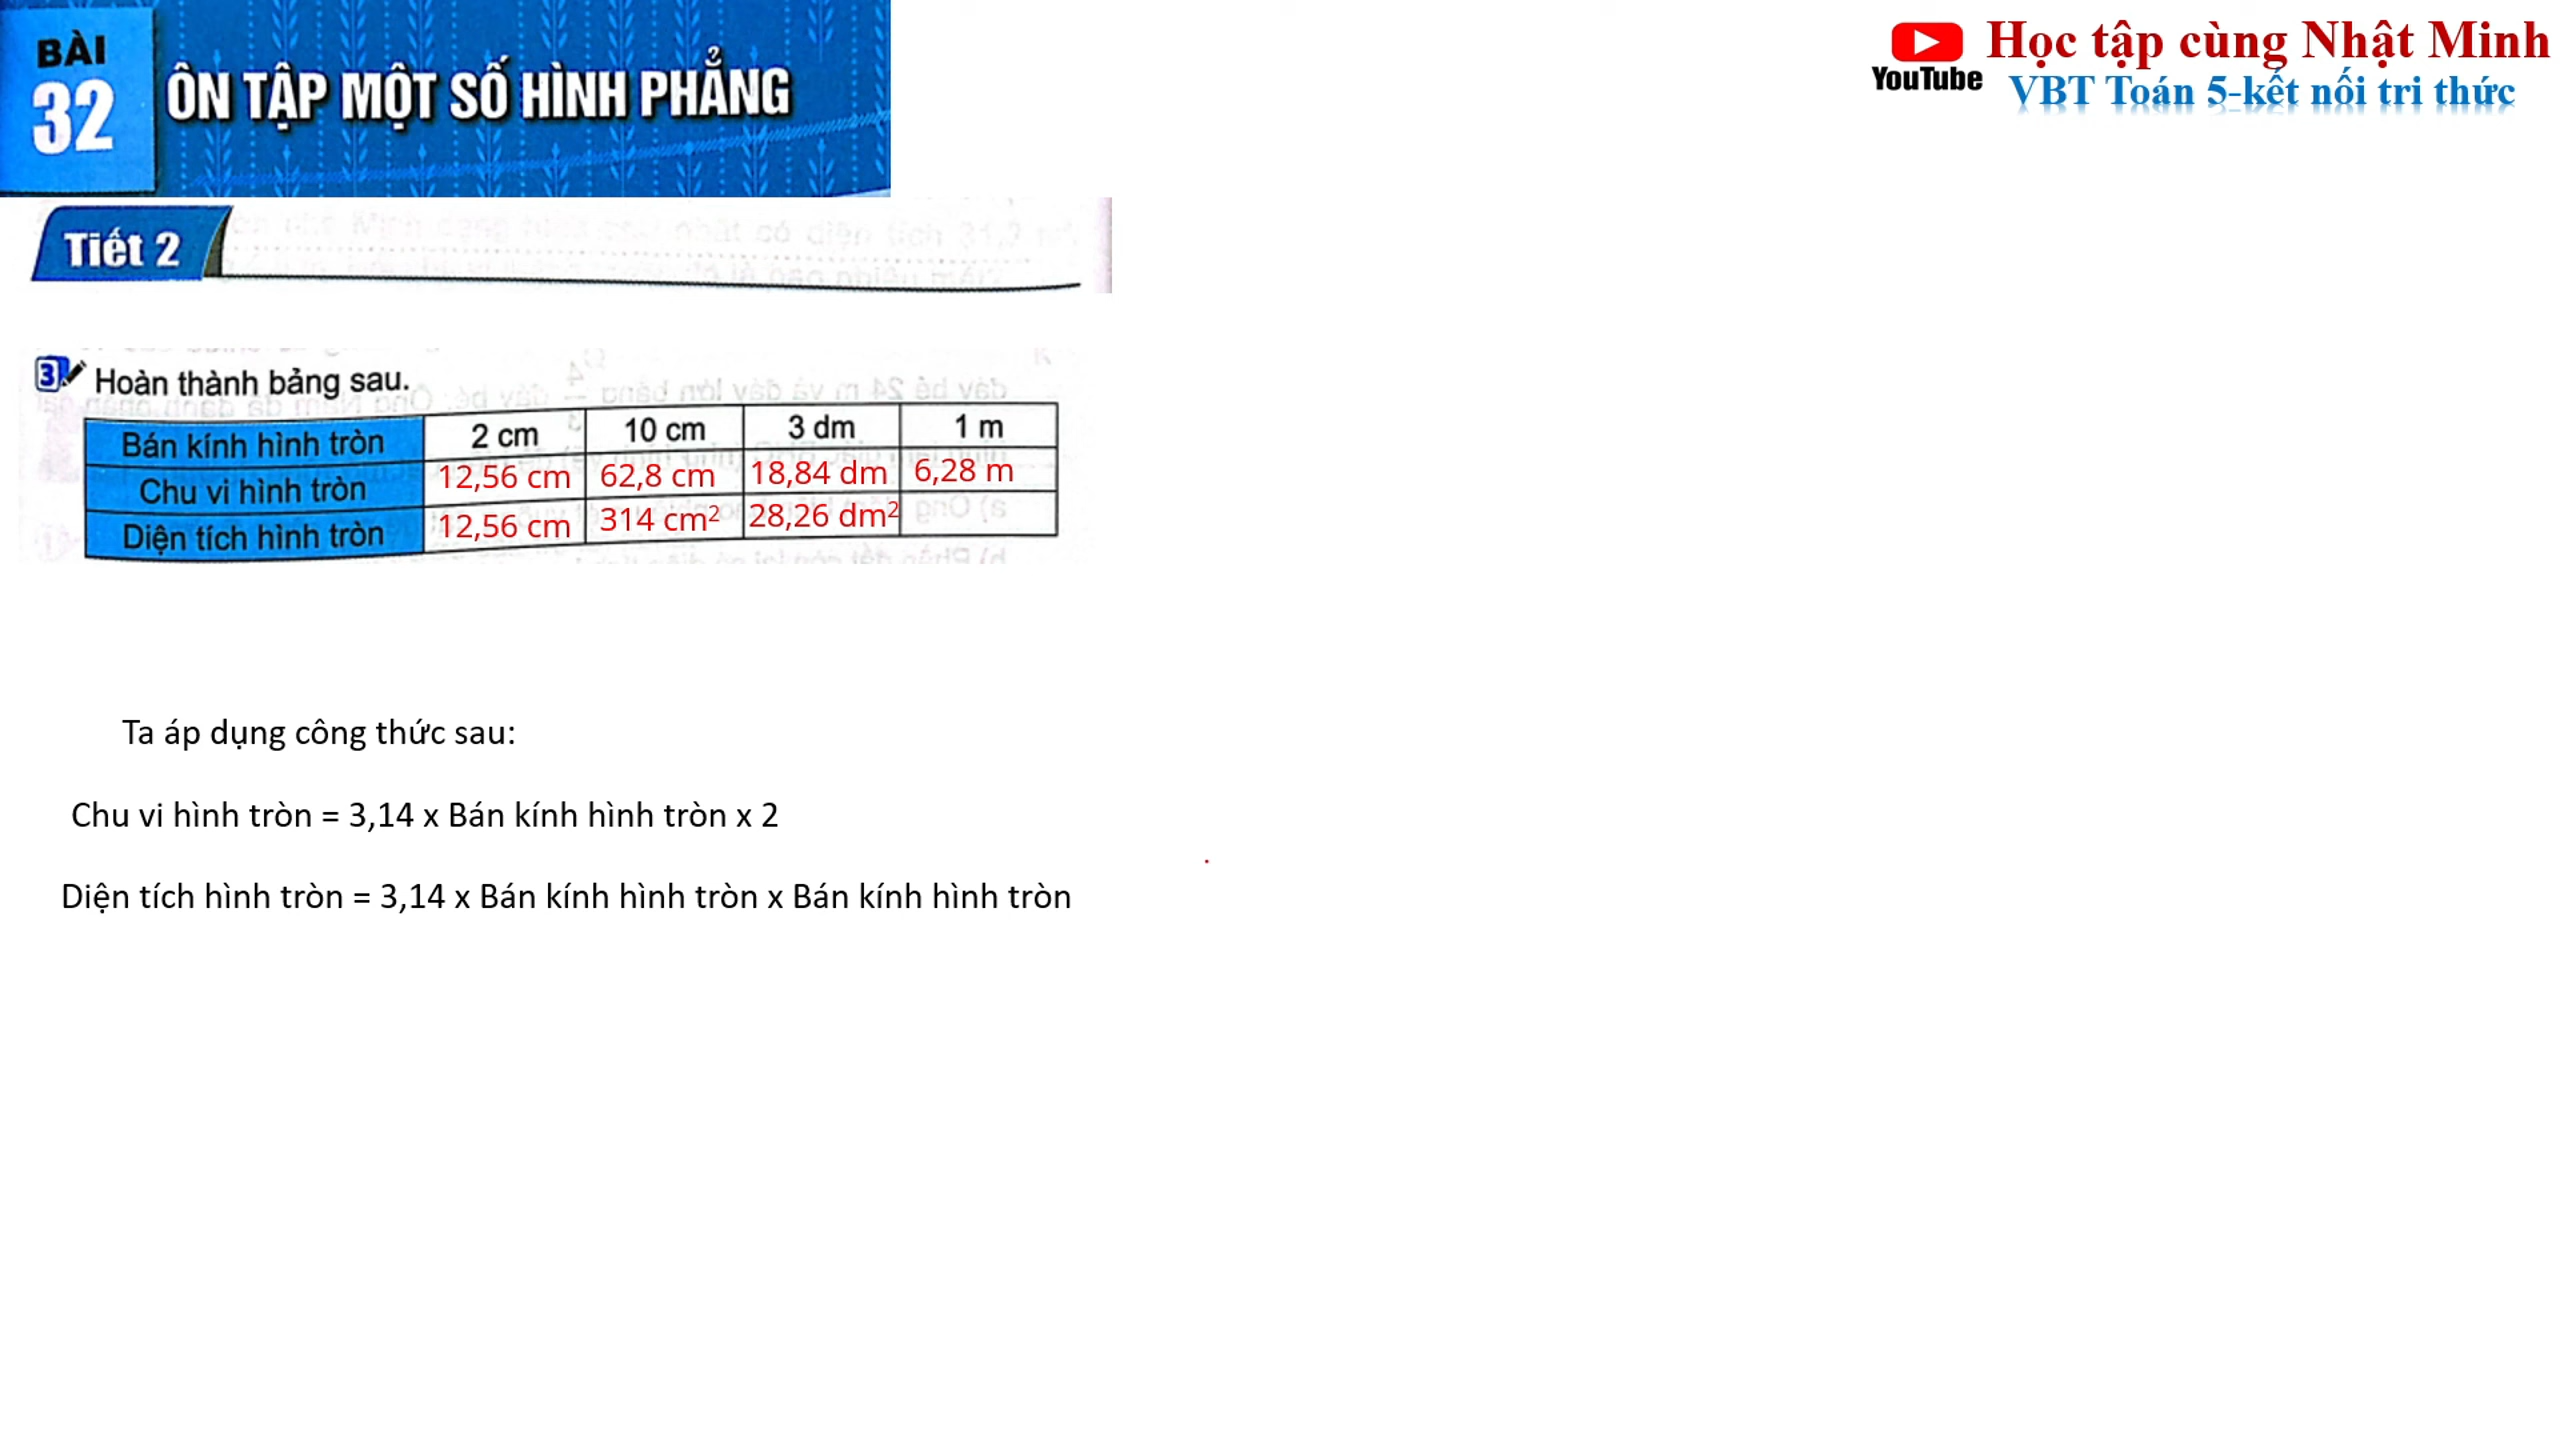 BÀI
32
ÔN TẬP MỘT SỐ HÌNH PHẲNG
YouTube
Học tập cùng Nhật Minh
VBT Toán 5-kết nối tri thức
Tiết 2
3 Hoàn thành bảng sau.
Bán kính hình tròn 2 cm 10 cm 3 dm 1 m
Chu vi hình tròn 12,56 cm 62,8 cm 18,84 dm 6,28 m
Diện tích hình tròn 12,56 cm 314 cm² 28,26 dm²
Ta áp dụng công thức sau:
Chu vi hình tròn = 3,14 x Bán kính hình tròn x 2
Diện tích hình tròn = 3,14 x Bán kính hình tròn x Bán kính hình tròn